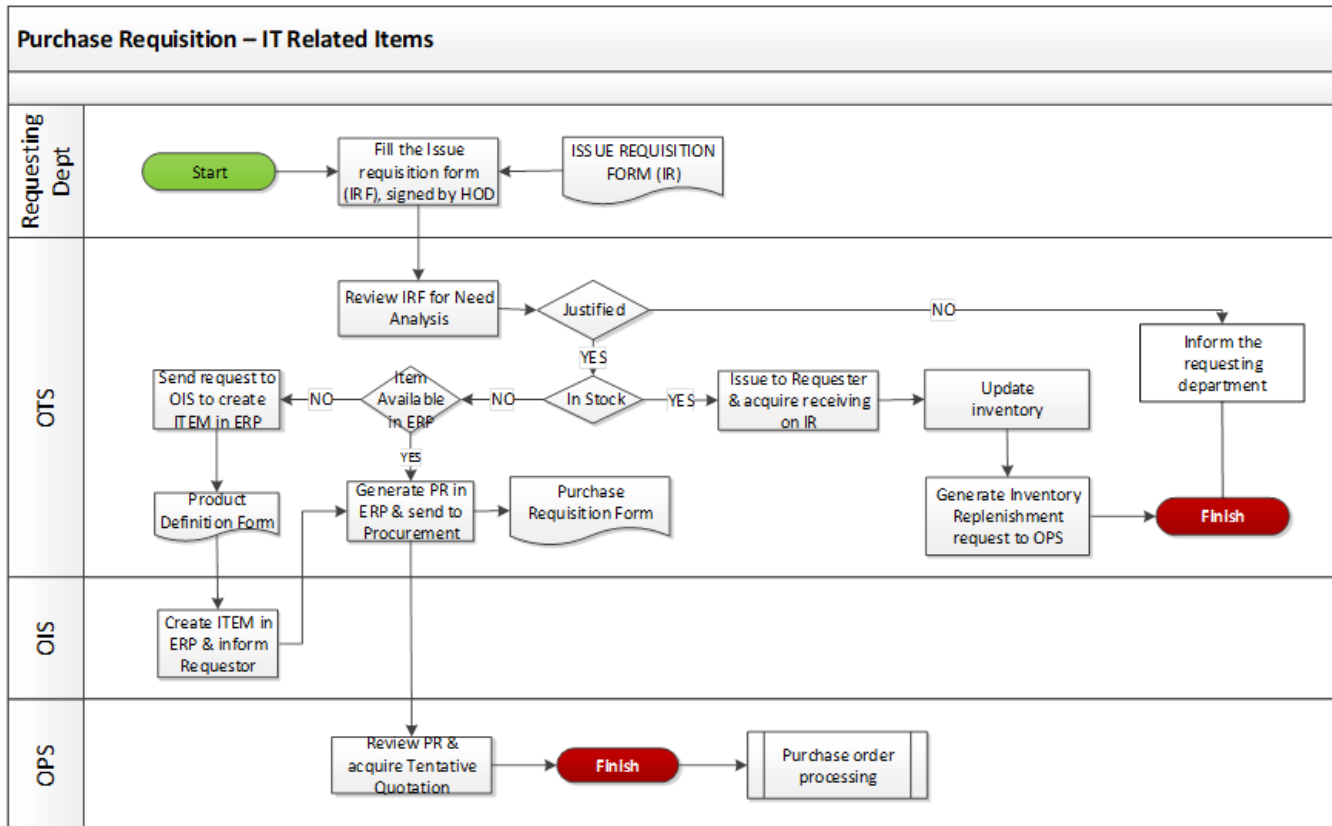 Purchase Requisition – IT Related Items
Requesting
Dept
Start
Fill the Issue
requisition form
(IRF), signed by HOD
ISSUE REQUISITION
FORM (IR)
OTS
Review IRF for Need
Analysis
Justified
NO
Inform the
requesting
department
YES
Send request to
OIS to create
ITEM in ERP
NO
Item
Available
in ERP
NO
In Stock
YES
Issue to Requester
& acquire receiving
on IR
Update
inventory
YES
Product
Definition Form
Generate PR in
ERP & send to
Procurement
Purchase
Requisition Form
Generate Inventory
Replenishment
request to OPS
Finish
OIS
Create ITEM in
ERP & inform
Requestor
OPS
Review PR &
acquire Tentative
Quotation
Finish
Purchase order
processing